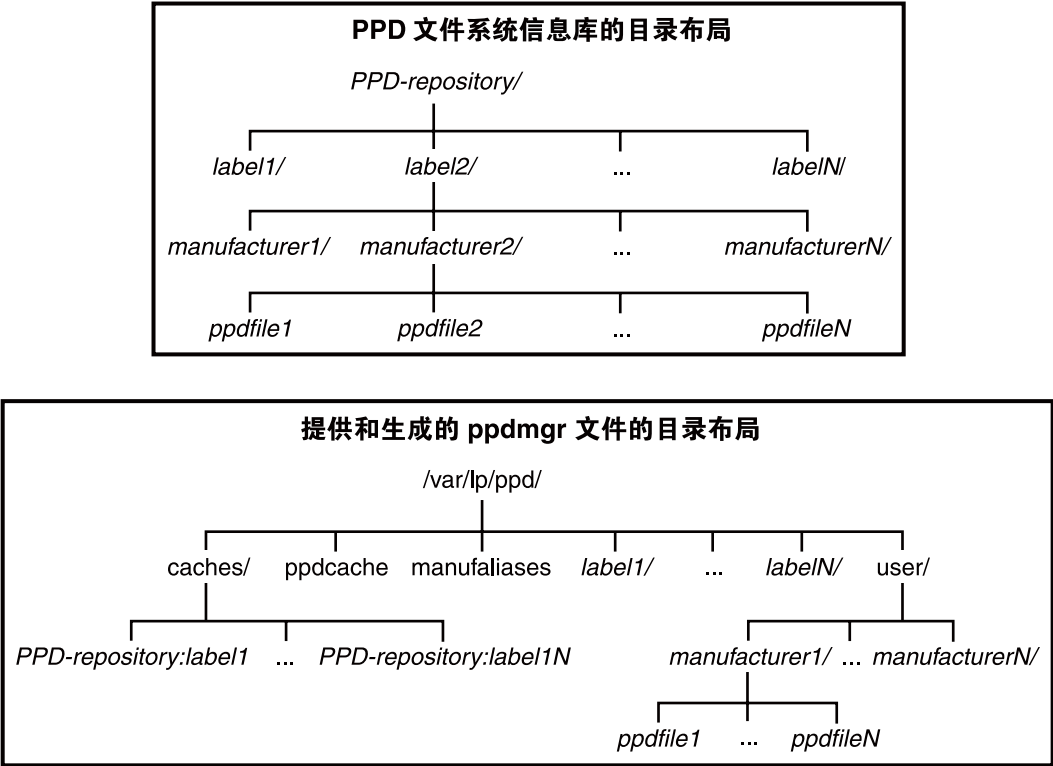 PPD 文件系统信息库的目录布局
PPD-repository/
label1/ label2/ ... labelN/
manufacturer1/ manufacturer2/ ... manufacturerN/
ppdfile1 ppdfile2 ... ppdfileN
提供和生成的 ppdmgr 文件的目录布局
/var/lp/ppd/
caches/ ppdcache manufaliases label1/ ... labelN/ user/
PPD-repository:label1 ... PPD-repository:label1N manufacturer1/ ... manufacturerN/
ppdfile1 ... ppdfileN